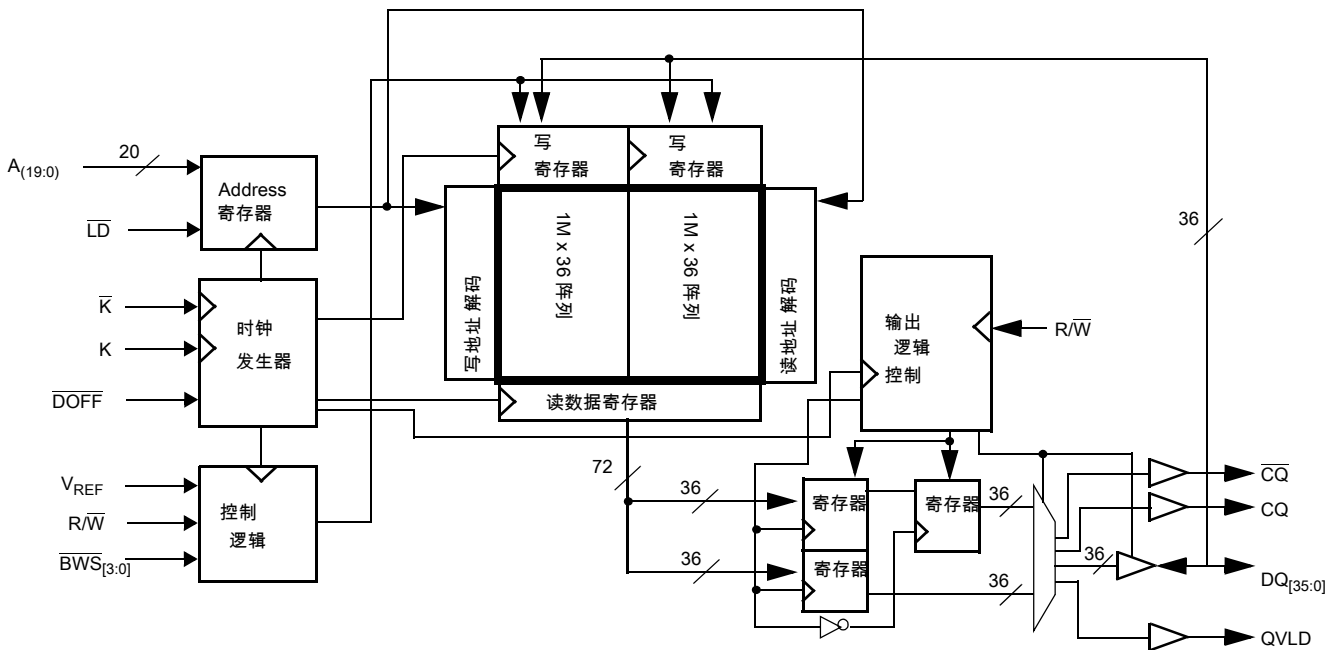 A(19:0)
20
L̅D̅
Address
寄存器
K̅
K
D̅O̅F̅F̅
时钟
发生器
VREF
R/W̅
B̅W̅S̅[3:0]
控制
逻辑
写
寄存器
写
寄存器
写地址 解码
1M x 36 阵列
1M x 36 阵列
读地址 解码
读数据寄存器
72
36
36
输出
逻辑
控制
R/W̅
36
寄存器
寄存器
寄存器
36
36
36
C̅Q̅
CQ
DQ[35:0]
QVLD